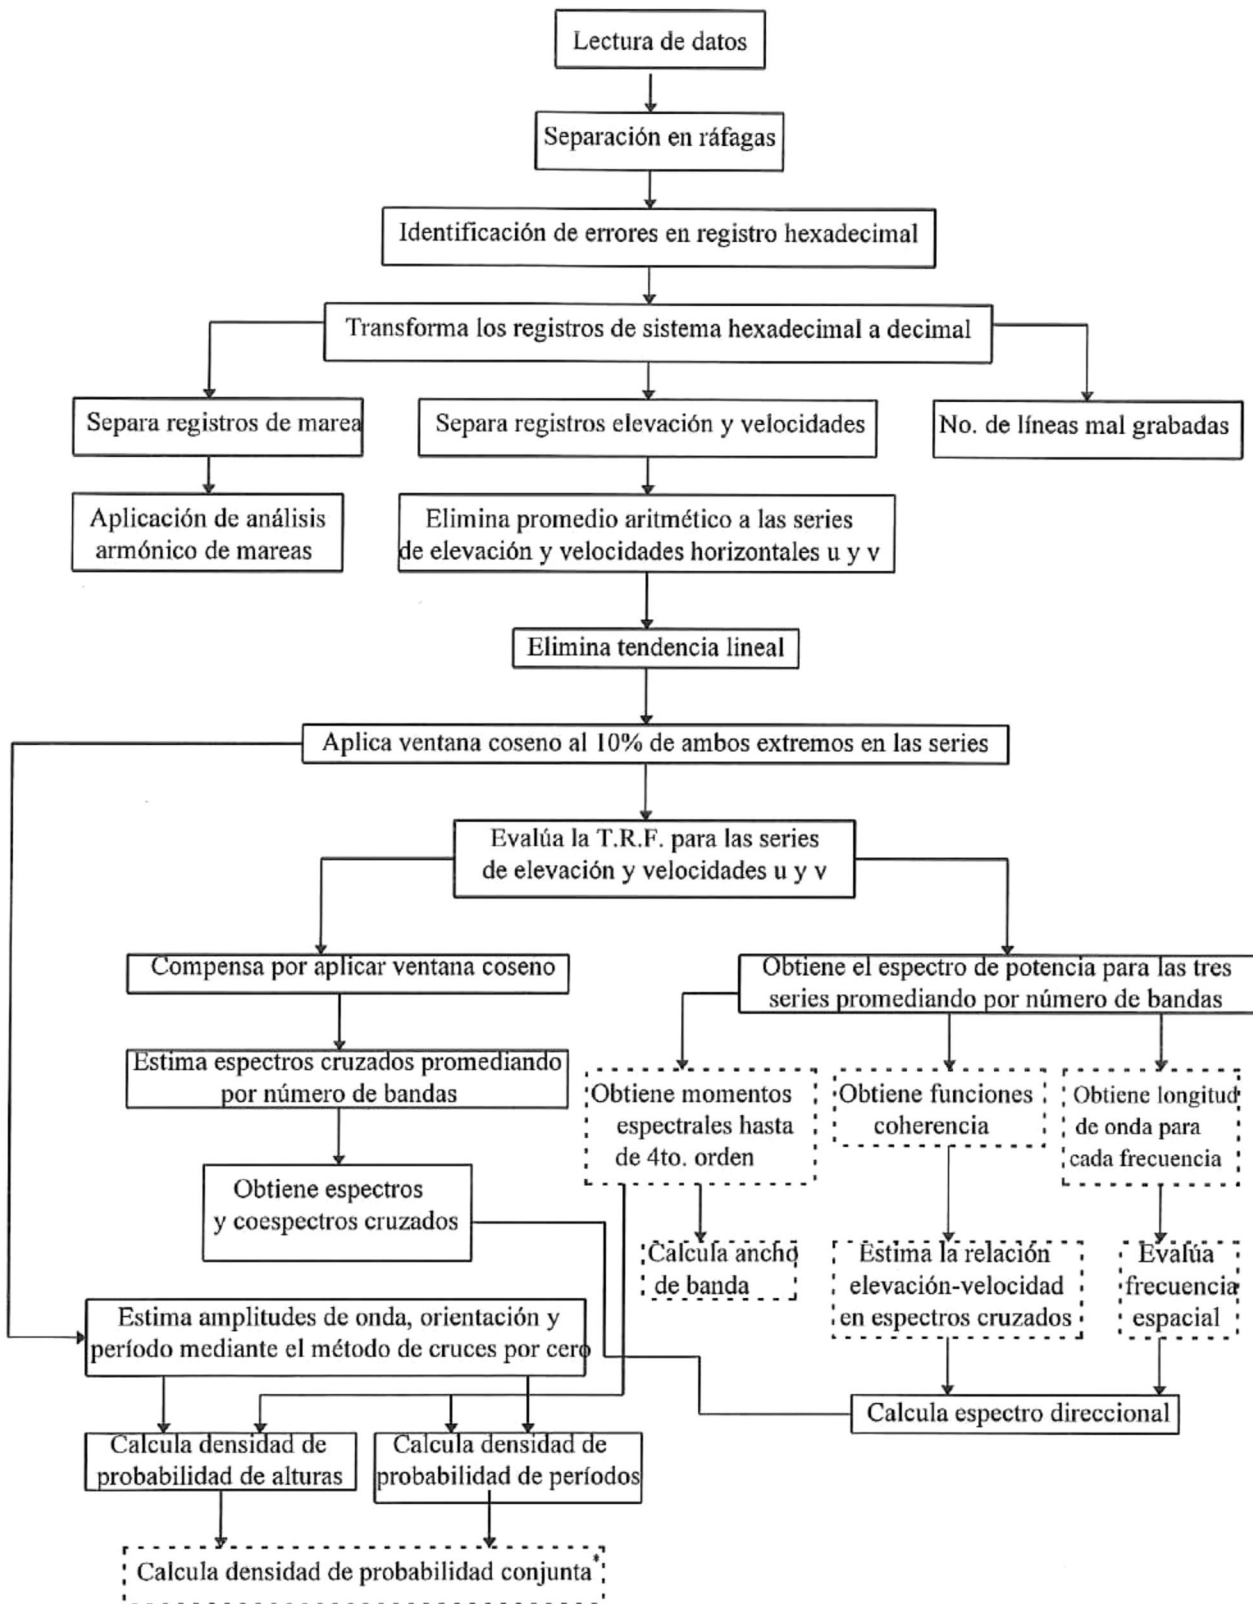 Lectura de datos
Separación en ráfagas
Identificación de errores en registro hexadecimal
Transforma los registros de sistema hexadecimal a decimal
Separa registros de marea
Separa registros elevación y velocidades
No. de líneas mal grabadas
Aplicación de análisis
armónico de mareas
Elimina promedio aritmético a las series
de elevación y velocidades horizontales u y v
Elimina tendencia lineal
Aplica ventana coseno al 10% de ambos extremos en las series
Evalúa la T.R.F. para las series
de elevación y velocidades u y v
Compensa por aplicar ventana coseno
Obtiene el espectro de potencia para las tres
series promediando por número de bandas
Estima espectros cruzados promediando
por número de bandas
Obtiene momentos
espectrales hasta
de 4to. orden
Obtiene funciones
coherencia
Obtiene longitud
de onda para
cada frecuencia
Obtiene espectros
y coespectros cruzados
Calcula ancho
de banda
Estima la relación
elevación-velocidad
en espectros cruzados
Evalúa
frecuencia
espacial
Estima amplitudes de onda, orientación y
período mediante el método de cruces por cero
Calcula espectro direccional
Calcula densidad de
probabilidad de alturas
Calcula densidad de
probabilidad de períodos
Calcula densidad de probabilidad conjunta*